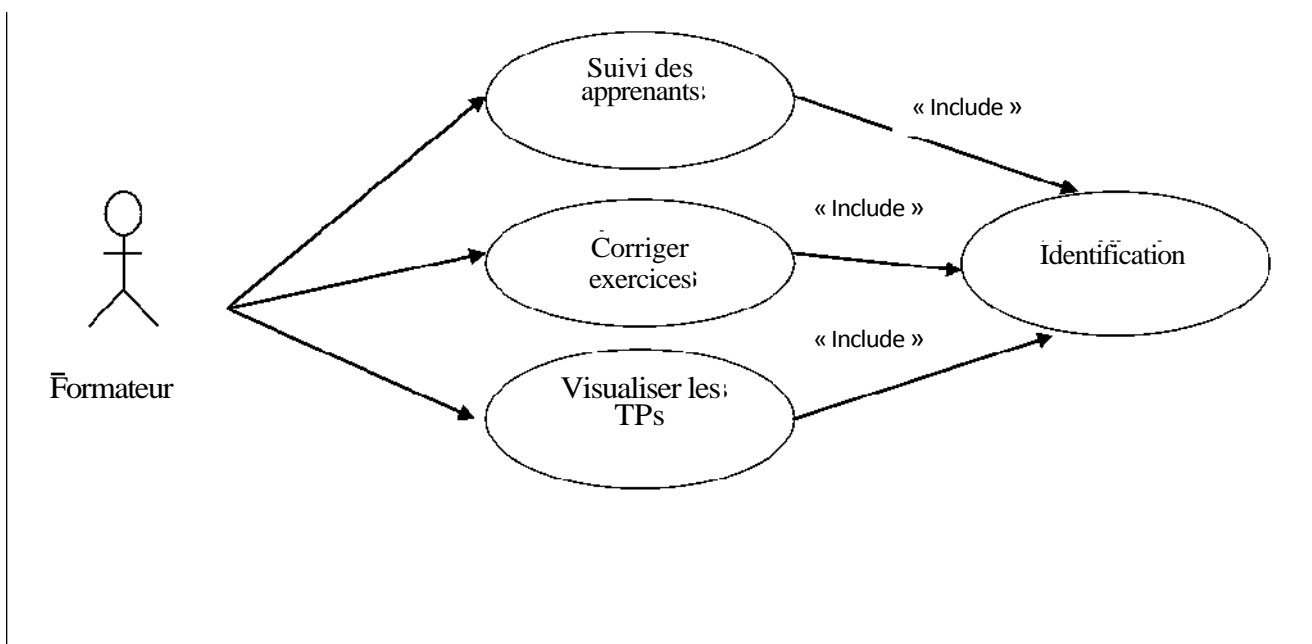 Suivi des
apprenants
« Include »
« Include »
Corriger
exercices
Identification
« Include »
Formateur
Visualiser les
TPs